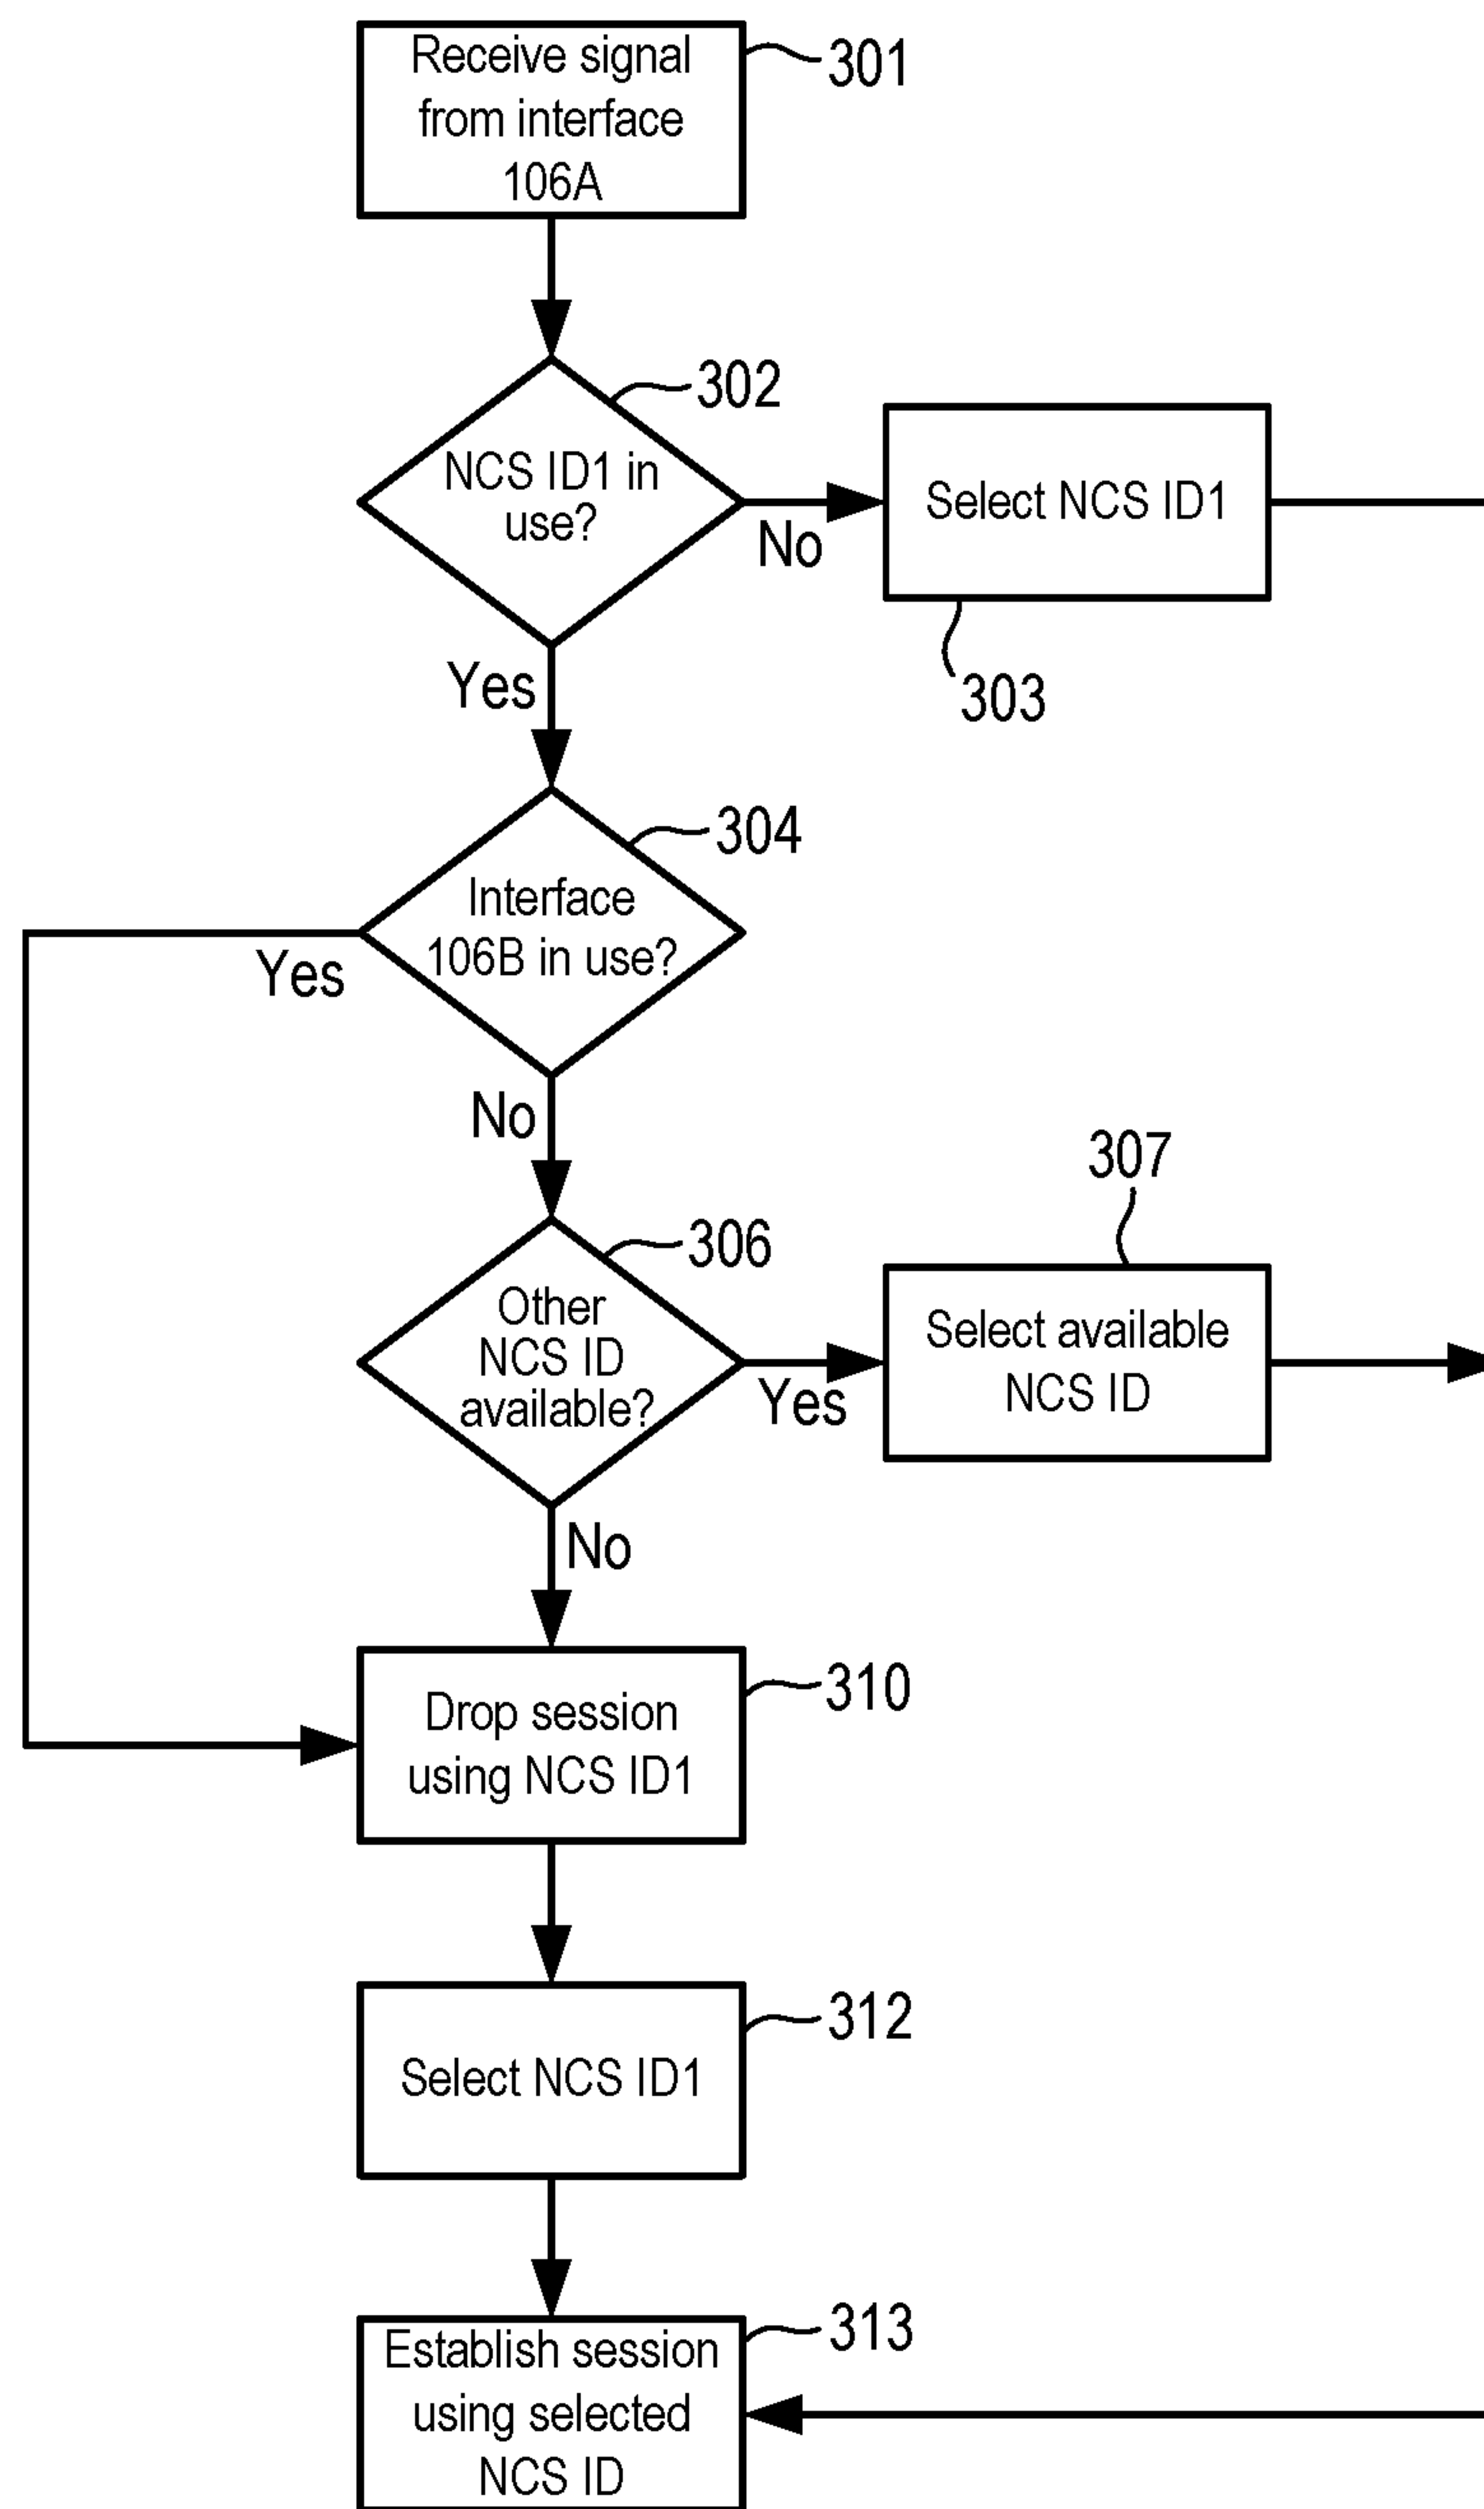 Receive signal
from interface
106A
301
302
NCS ID1 in
use?
No
Select NCS ID1
303
Yes
304
Interface
106B in use?
Yes
No
306
Other
NCS ID
available?
Yes
307
Select available
NCS ID
No
310
Drop session
using NCS ID1
312
Select NCS ID1
313
Establish session
using selected
NCS ID